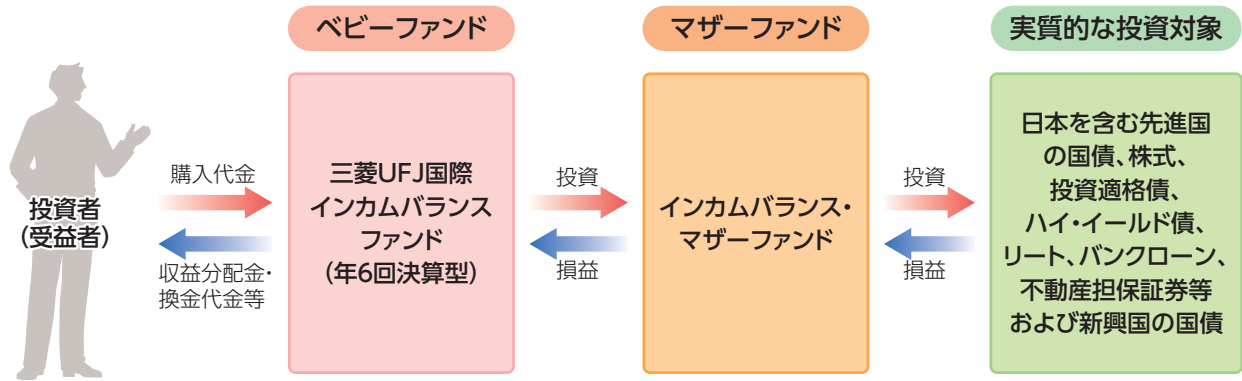 ベビーファンド
マザーファンド
実質的な投資対象
投資者
(受益者)
購入代金
収益分配金・
換金代金等
三菱UFJ国際
インカムバランス
ファンド
(年6回決算型)
投資
損益
インカムバランス・
マザーファンド
投資
損益
日本を含む先進国
の国債、株式、
投資適格債、
ハイ・イールド債、
リート、バンクローン、
不動産担保証券等
および新興国の国債